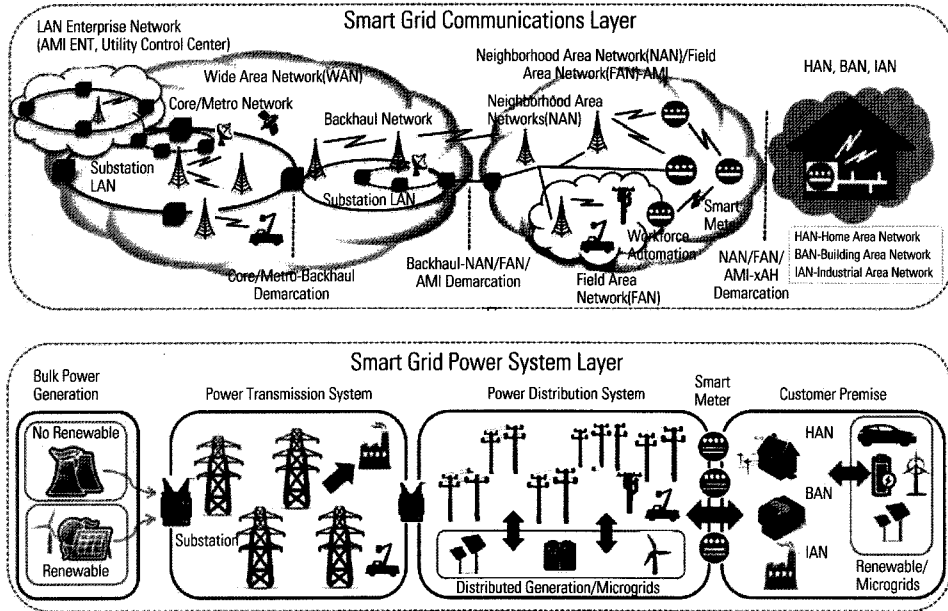 Smart Grid Communications Layer
LAN Enterprise Network
(AMI ENT, Utility Control Center)
Wide Area Network(WAN)
Core/Metro Network
Backhaul Network
Substation
LAN
Substation LAN
Core/Metro-Backhaul
Demarcation
Neighborhood Area Network(NAN)/Field
Area Network(FAN) AMI
Neighborhood Area
Networks(NAN)
Smart
Meter
Workforce
Automation
Backhaul-NAN/FAN/
AMI Demarcation
Field Area
Network(FAN)
NAN/FAN/
AMI-xAH
Demarcation
HAN, BAN, IAN
HAN-Home Area Network
BAN-Building Area Network
IAN-Industrial Area Network
Smart Grid Power System Layer
Bulk Power
Generation
No Renewable
Renewable
Power Transmission System
Substation
Power Distribution System
Distributed Generation/Microgrids
Smart
Meter
Customer Premise
HAN
BAN
IAN
Renewable/
Microgrids